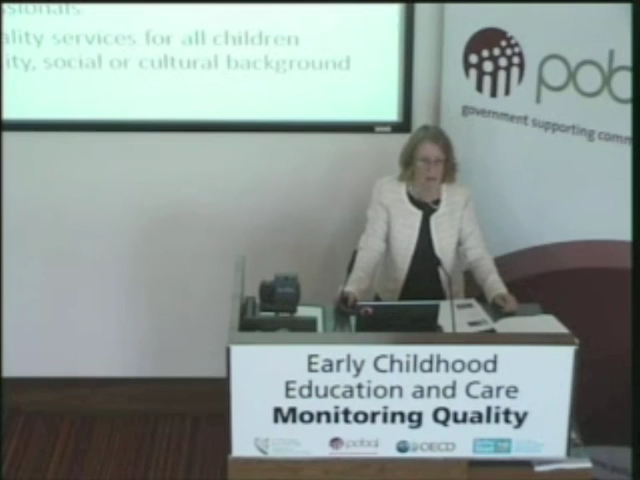 ality services for all children
ity, social or cultural background
pob
government supporting comm
Early Childhood
Education and Care
Monitoring Quality
pobal
OECD